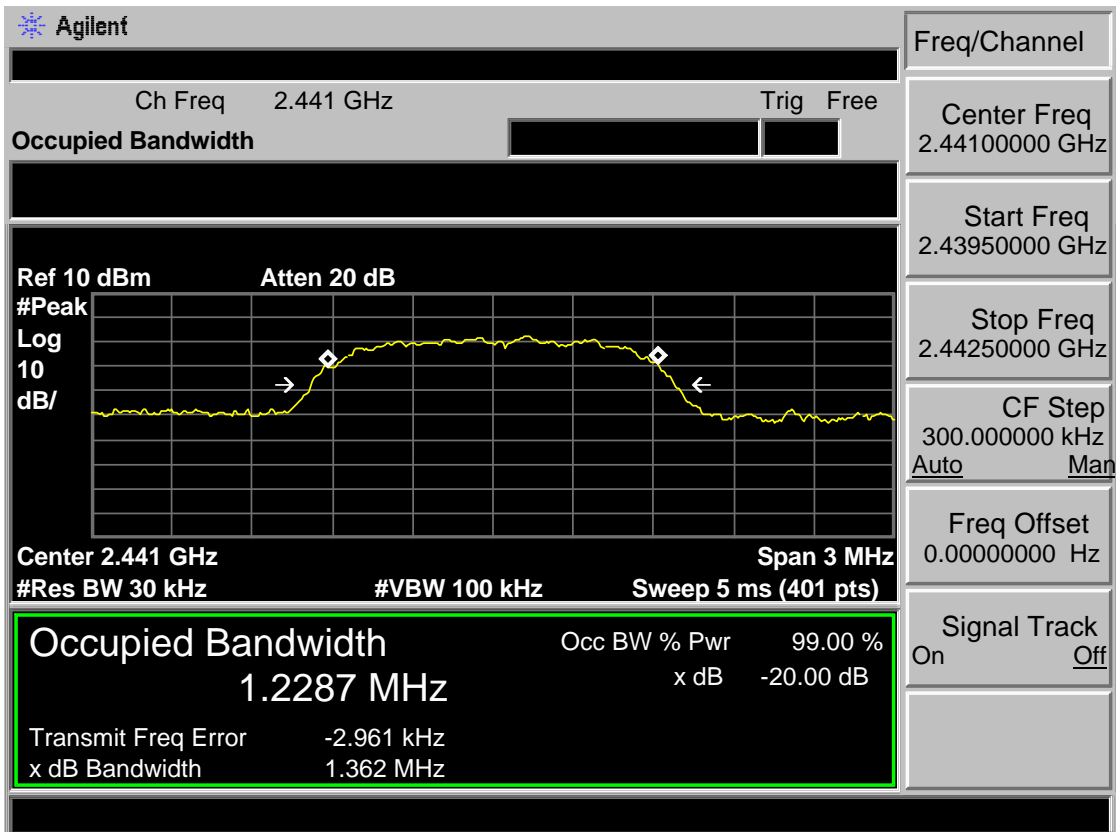 Agilent
Freq/Channel
Ch Freq 2.441 GHz Trig Free
Occupied Bandwidth
Center Freq
2.44100000 GHz
Start Freq
2.43950000 GHz
Stop Freq
2.44250000 GHz
CF Step
300.000000 kHz
Auto Man
Freq Offset
0.00000000 Hz
Signal Track
On Off
Ref 10 dBm Atten 20 dB
#Peak
Log
10
dB/
Center 2.441 GHz Span 3 MHz
#Res BW 30 kHz #VBW 100 kHz Sweep 5 ms (401 pts)
Occupied Bandwidth
1.2287 MHz
Occ BW % Pwr 99.00 %
x dB -20.00 dB
Transmit Freq Error -2.961 kHz
x dB Bandwidth 1.362 MHz